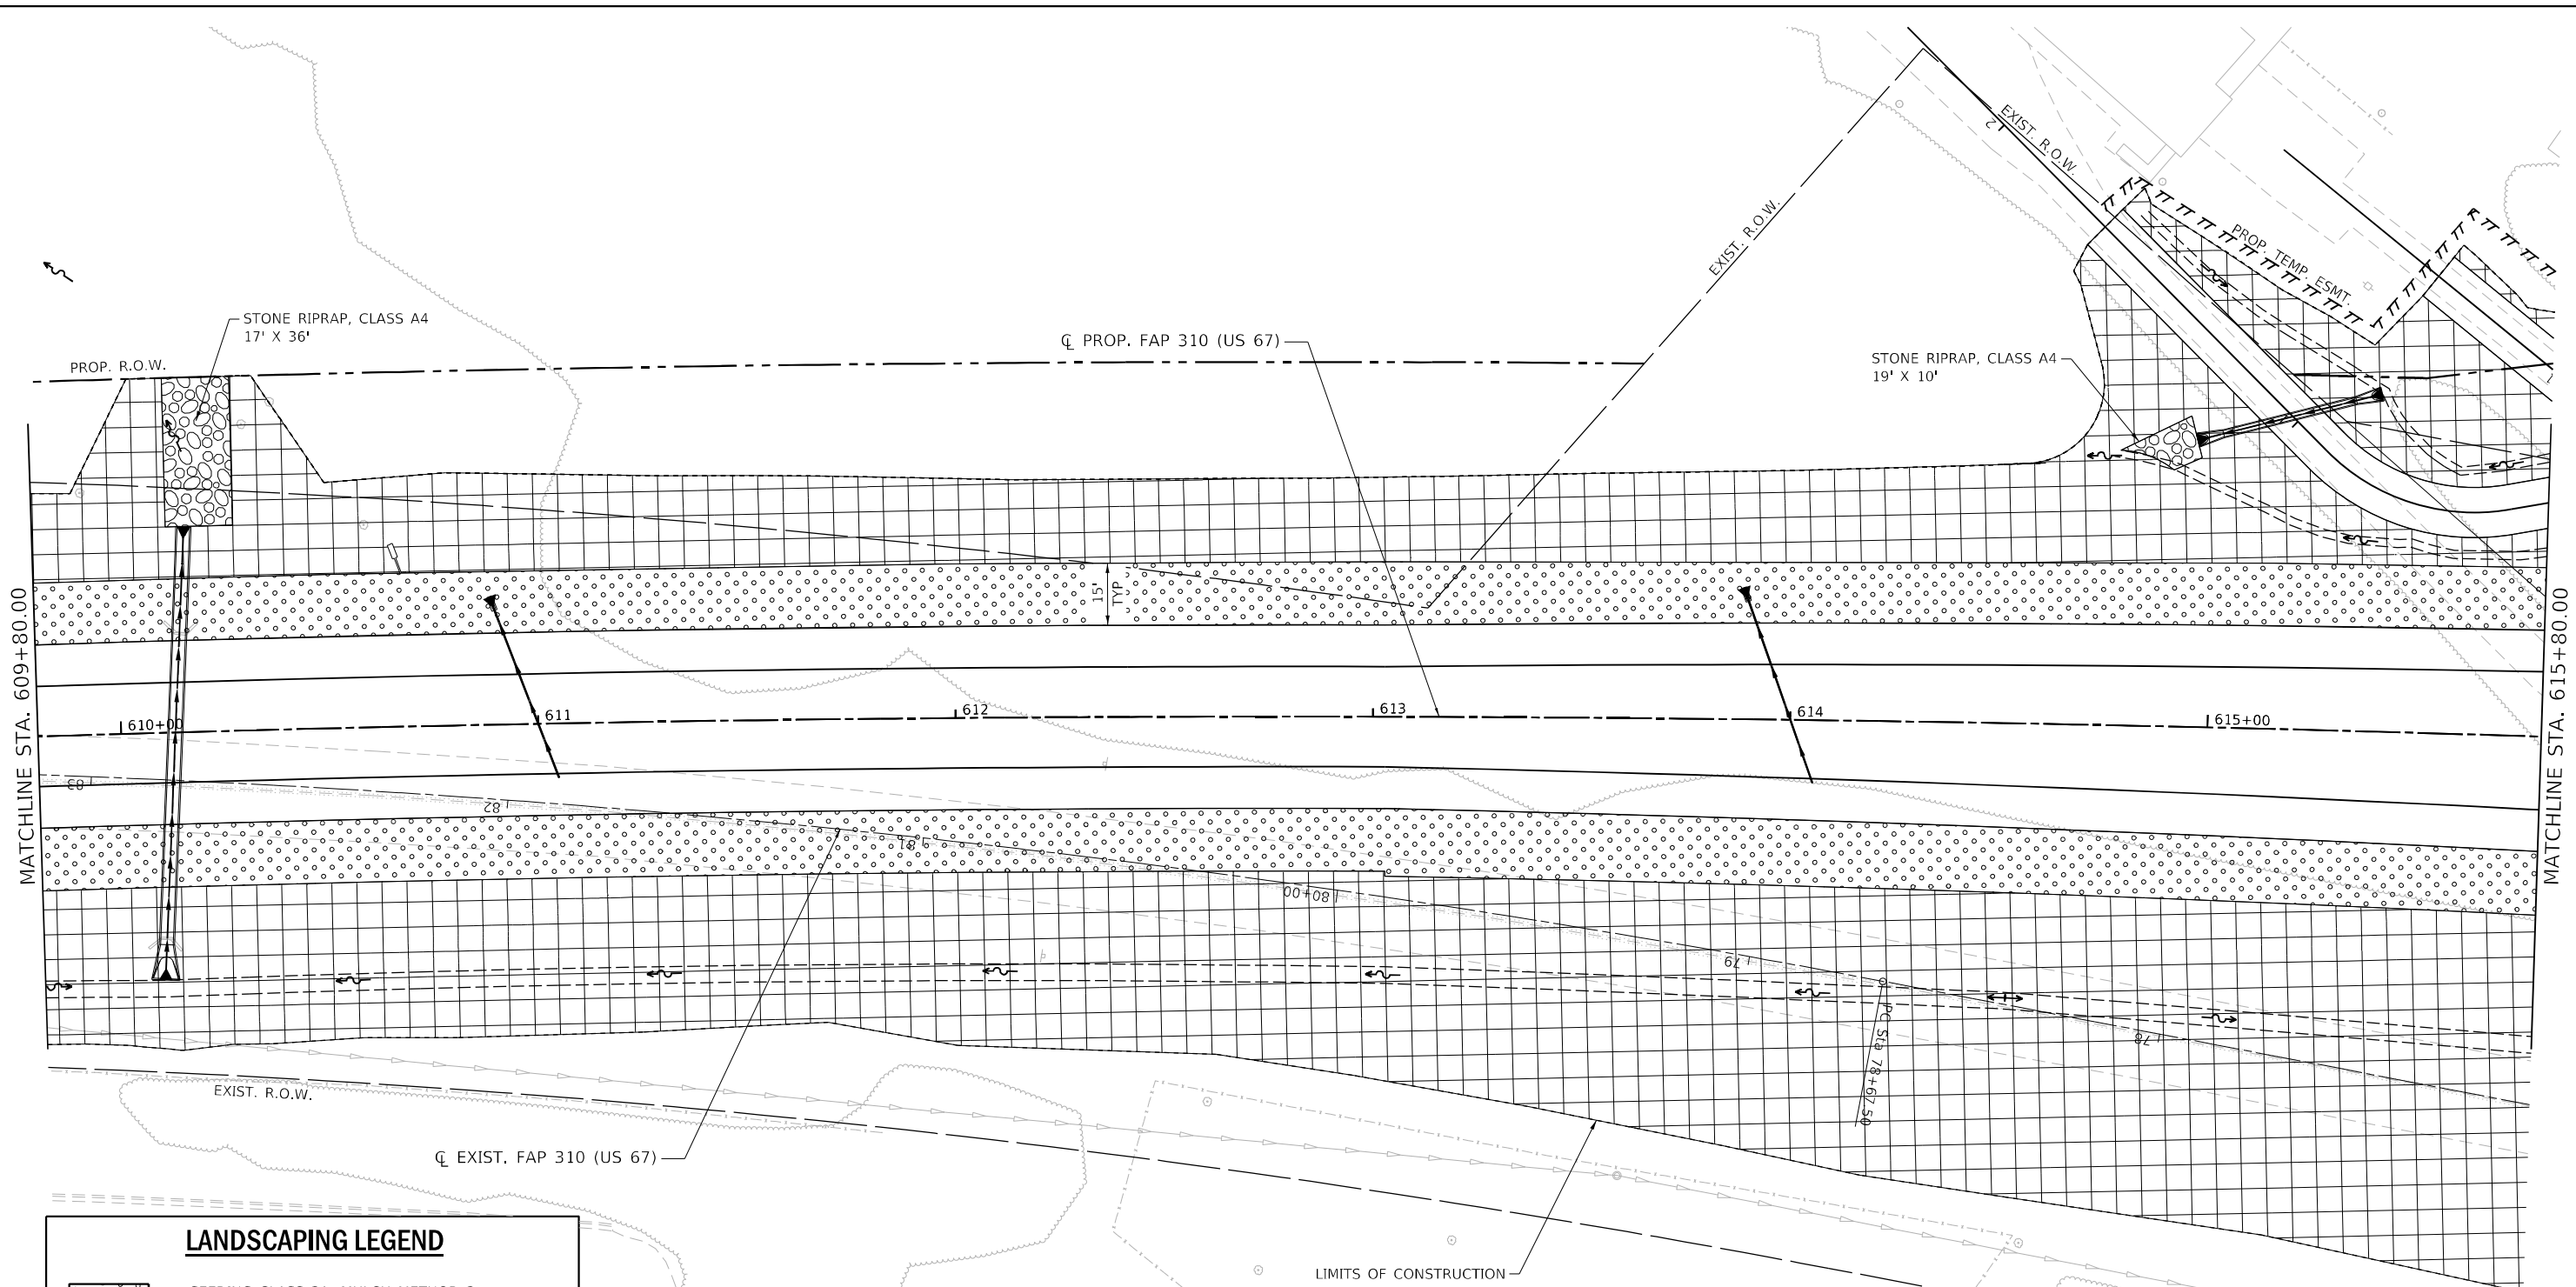 2
EXIST. R.O.W.
EXIST. R.O.W.
PROP. TEMP. ESMT.
STONE RIPRAP, CLASS A4
17' X 36'
℄ PROP. FAP 310 (US 67)
STONE RIPRAP, CLASS A4
19' X 10'
PROP. R.O.W.
15'
TYP
MATCHLINE STA. 609+80.00
MATCHLINE STA. 615+80.00
610+00
611
612
613
614
615+00
83
82
81
80+00
79
78
PC Sta 78+67.50
EXIST. R.O.W.
℄ EXIST. FAP 310 (US 67)
LIMITS OF CONSTRUCTION
LANDSCAPING LEGEND